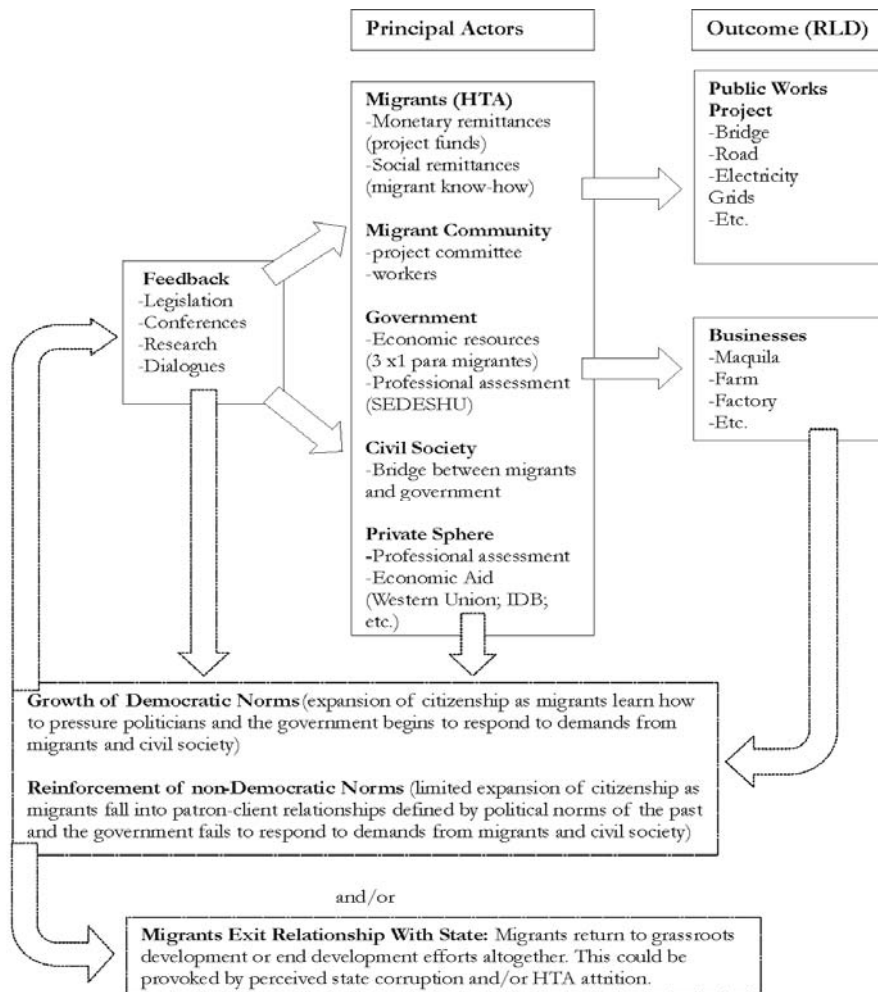 Principal Actors
Outcome (RLD)
Migrants (HTA)
-Monetary remittances
(project funds)
-Social remittances
(migrant know-how)
Migrant Community
-project committee
-workers
Government
-Economic resources
(3 x1 para migrantes)
-Professional assessment
(SEDESHU)
Civil Society
-Bridge between migrants
and government
Private Sphere
-Professional assessment
-Economic Aid
(Western Union; IDB;
etc.)
Public Works
Project
-Bridge
-Road
-Electricity
Grids
-Etc.
Feedback
-Legislation
-Conferences
-Research
-Dialogues
Businesses
-Maquila
-Farm
-Factory
-Etc.
Growth of Democratic Norms (expansion of citizenship as migrants learn how
to pressure politicians and the government begins to respond to demands from
migrants and civil society)
Reinforcement of non-Democratic Norms (limited expansion of citizenship as
migrants fall into patron-client relationships defined by political norms of the past
and the government fails to respond to demands from migrants and civil society)
and/or
Migrants Exit Relationship With State: Migrants return to grassroots
development or end development efforts altogether. This could be
provoked by perceived state corruption and/or HTA attrition.